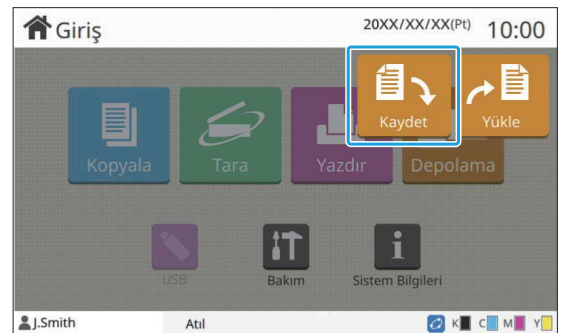 Giriş 20XX/XX/XX(Pt) 10:00
Kaydet Yükle
Kopyala Tara Yazdır Depolama
USB Bakım Sistem Bilgileri
J.Smith Atıl K C M Y